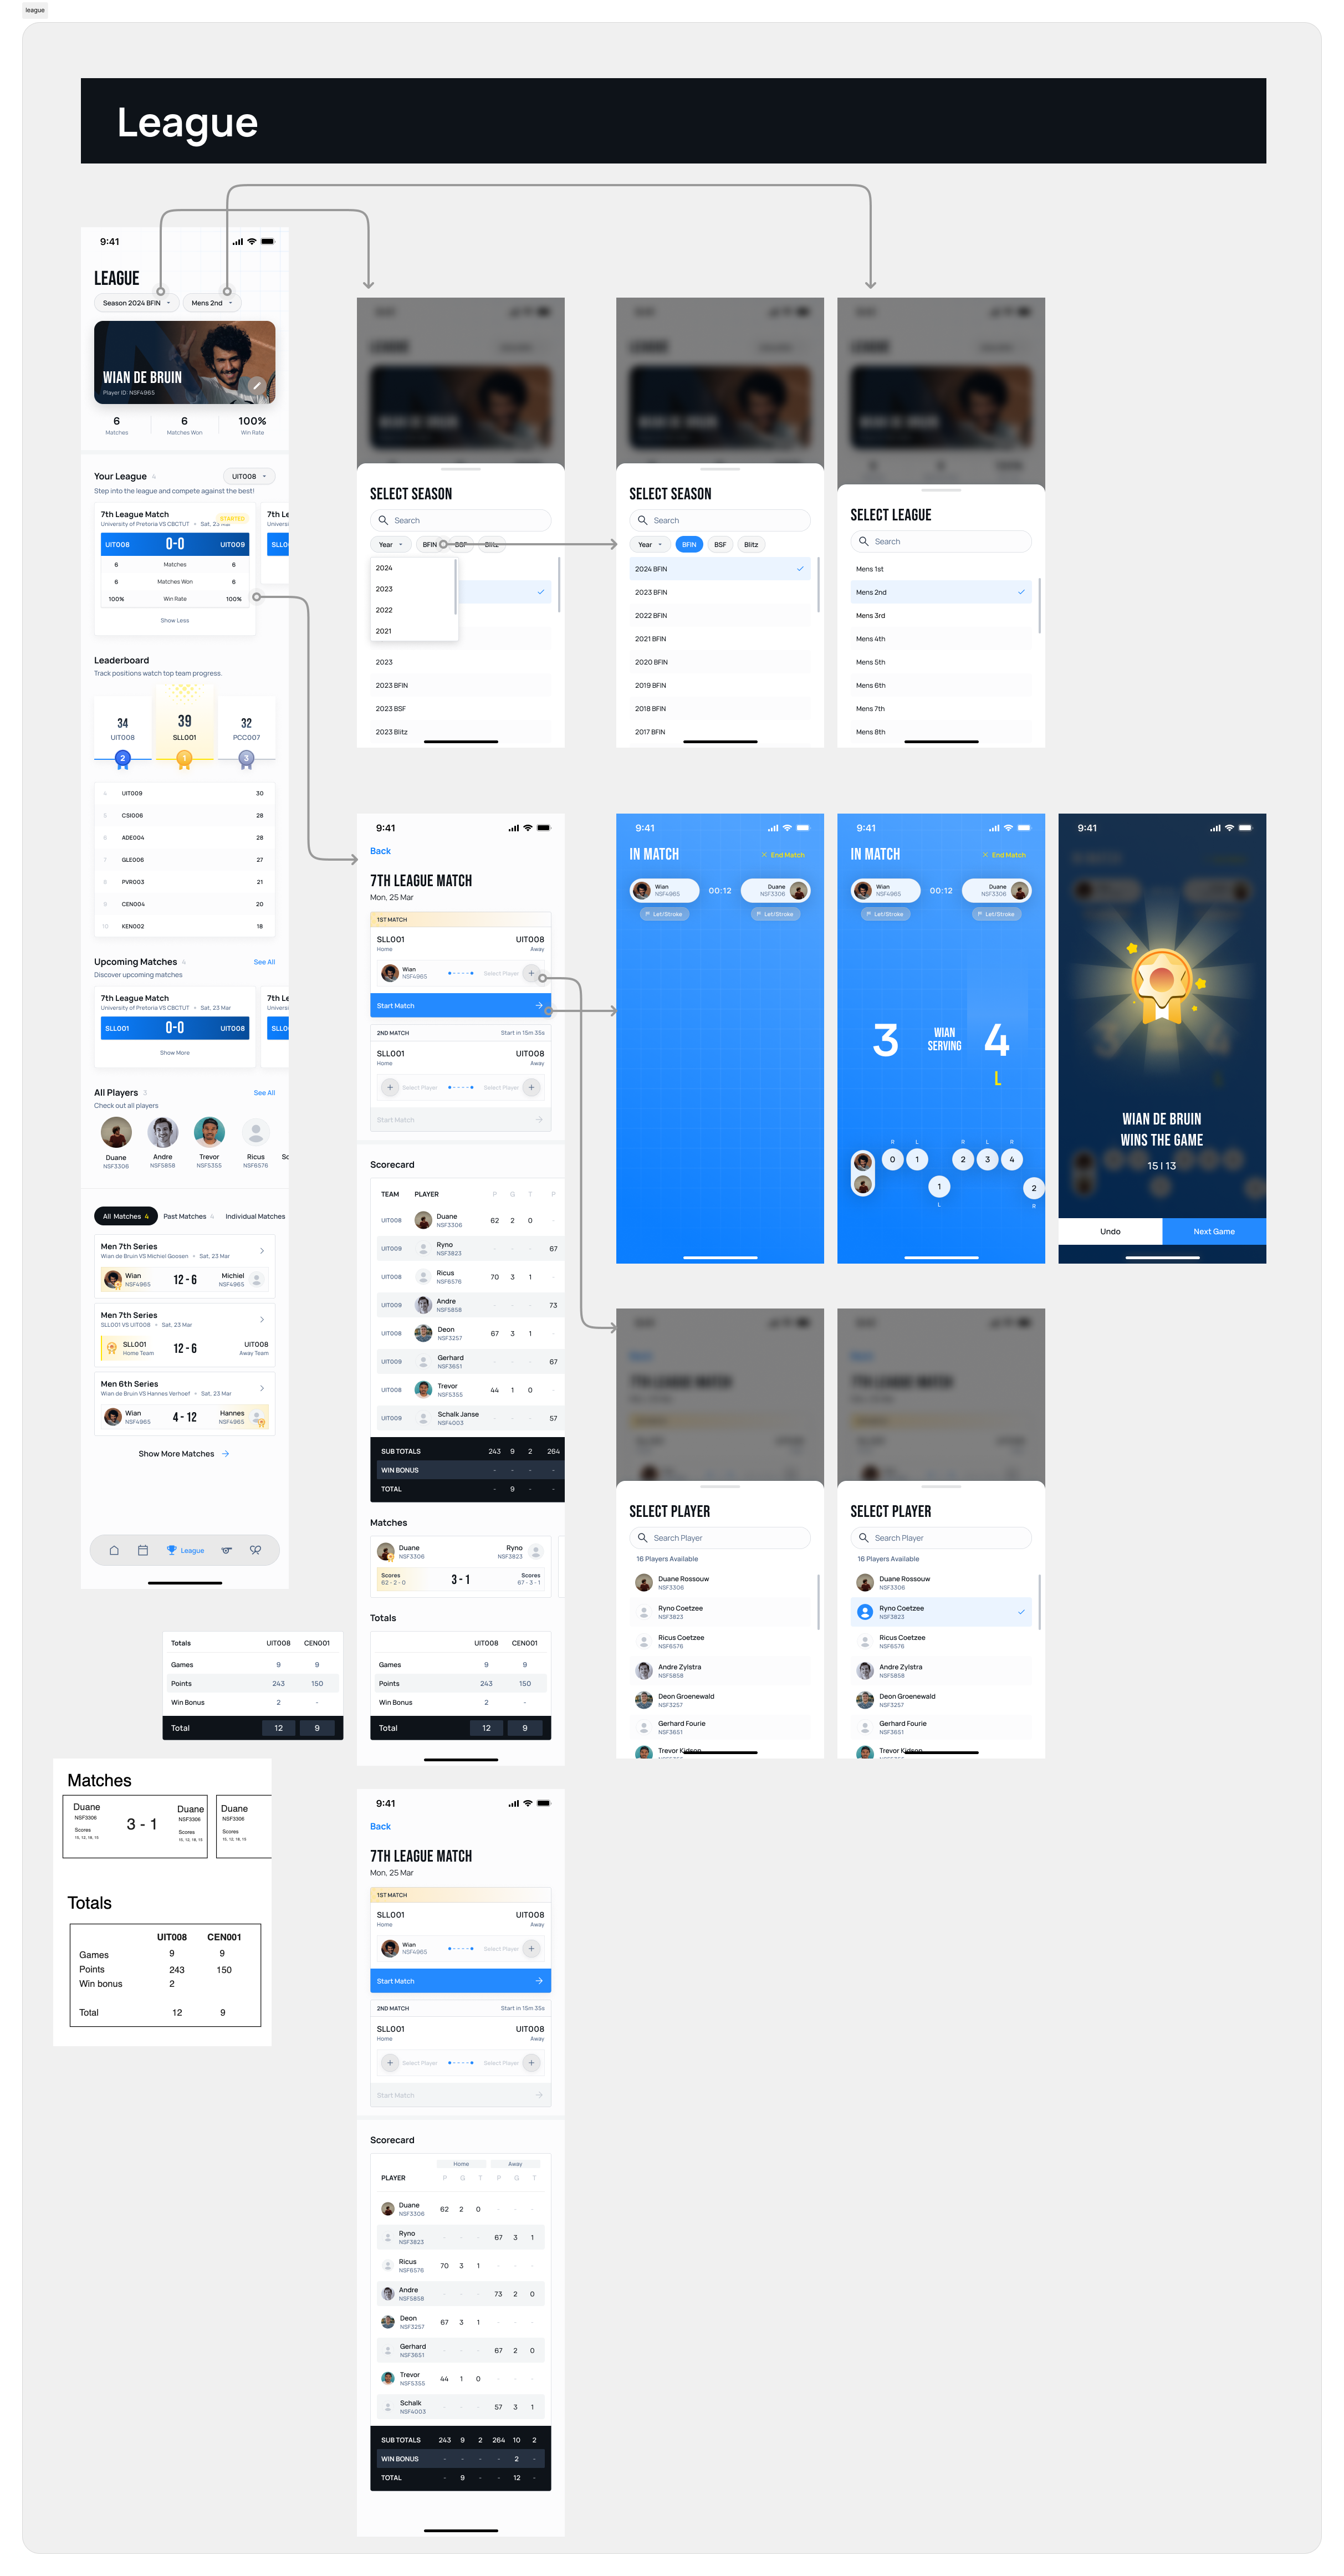 league
League
9:41
LEAGUE
Season 2024 BFIN
Mens 2nd
WIAN DE BRUIN
Player ID: NSF4965
6 6 100%
Matches Matches Won Win Rate
Your League 4
UIT008
Step into the league and compete against the best!
7th League Match
STARTED
University of Pretoria VS CBCTUT • Sat, 23 Mar
UIT008 0-0 UIT009
6 Matches 6
6 Matches Won 6
100% Win Rate 100%
Show Less
7th Le
Univers
SLL00
Leaderboard
Track positions watch top team progress.
34 39 32
UIT008 SLL001 PCC007
2 1 3
4 UIT009 30
5 CSI006 28
6 ADE004 28
7 GLE006 27
8 PVR003 21
9 CEN004 20
10 KEN002 18
Upcoming Matches 4
See All
Discover upcoming matches
7th League Match
University of Pretoria VS CBCTUT • Sat, 23 Mar
SLL001 0-0 UIT008
Show More
7th Le
Univers
SLL00
All Players 3
See All
Check out all players
Duane Andre Trevor Ricus Sc
NSF3306 NSF5858 NSF5355 NSF6576
All Matches 4 Past Matches 4 Individual Matches
Men 7th Series
Wian de Bruin VS Michiel Goosen • Sat, 23 Mar
Wian 12 - 6 Michiel
NSF4965 NSF4965
Men 7th Series
SLL001 VS UIT008 • Sat, 23 Mar
SLL001 12 - 6 UIT008
Home Team Away Team
Men 6th Series
Wian de Bruin VS Hannes Verhoef • Sat, 23 Mar
Wian 4 - 12 Hannes
NSF4965 NSF4965
Show More Matches
League
SELECT SEASON
Search
Year BFIN BSF Blitz
2024
2023
2022
2021
2023
2023 BFIN
2023 BSF
2023 Blitz
SELECT SEASON
Search
Year BFIN BSF Blitz
2024 BFIN
2023 BFIN
2022 BFIN
2021 BFIN
2020 BFIN
2019 BFIN
2018 BFIN
2017 BFIN
SELECT LEAGUE
Search
Mens 1st
Mens 2nd
Mens 3rd
Mens 4th
Mens 5th
Mens 6th
Mens 7th
Mens 8th
9:41
Back
7TH LEAGUE MATCH
Mon, 25 Mar
1ST MATCH
SLL001 UIT008
Home Away
Wian Select Player
NSF4965
Start Match
2ND MATCH Start in 15m 35s
SLL001 UIT008
Home Away
Select Player Select Player
Start Match
Scorecard
TEAM PLAYER P G T P
UIT008 Duane 62 2 0 -
NSF3306
UIT009 Ryno - - - 67
NSF3823
UIT008 Ricus 70 3 1 -
NSF6576
UIT009 Andre - - - 73
NSF5858
UIT008 Deon 67 3 1 -
NSF3257
UIT009 Gerhard - - - 67
NSF3651
UIT008 Trevor 44 1 0 -
NSF5355
UIT009 Schalk Janse - - - 57
NSF4003
SUB TOTALS 243 9 2 264
WIN BONUS - - - -
TOTAL - 9 - -
Matches
Duane Ryno
NSF3306 NSF3823
Scores 3 - 1 Scores
62 - 2 - 0 67 - 3 - 1
Totals
UIT008 CEN001
Games 9 9
Points 243 150
Win Bonus 2 -
Total 12 9
9:41
IN MATCH
End Match
Wian 00:12 Duane
NSF4965 NSF3306
Let/Stroke Let/Stroke
9:41
IN MATCH
End Match
Wian 00:12 Duane
NSF4965 NSF3306
Let/Stroke Let/Stroke
3 WIAN SERVING 4
L
R L R L R
0 1 2 3 4
1 2
L R
9:41
WIAN DE BRUIN
WINS THE GAME
15 | 13
Undo Next Game
SELECT PLAYER
Search Player
16 Players Available
Duane Rossouw
NSF3306
Ryno Coetzee
NSF3823
Ricus Coetzee
NSF6576
Andre Zylstra
NSF5858
Deon Groenewald
NSF3257
Gerhard Fourie
NSF3651
Trevor Kidson
SELECT PLAYER
Search Player
16 Players Available
Duane Rossouw
NSF3306
Ryno Coetzee
NSF3823
Ricus Coetzee
NSF6576
Andre Zylstra
NSF5858
Deon Groenewald
NSF3257
Gerhard Fourie
NSF3651
Trevor Kidson
Totals UIT008 CEN001
Games 9 9
Points 243 150
Win Bonus 2 -
Total 12 9
Matches
Duane 3 - 1 Duane
NSF3306 NSF3306
Scores Scores
15, 12, 18, 15 15, 12, 18, 15
Duane
NSF3306
Scores
15, 12, 18, 15
Totals
UIT008 CEN001
Games 9 9
Points 243 150
Win bonus 2
Total 12 9
9:41
Back
7TH LEAGUE MATCH
Mon, 25 Mar
1ST MATCH
SLL001 UIT008
Home Away
Wian Select Player
NSF4965
Start Match
2ND MATCH Start in 15m 35s
SLL001 UIT008
Home Away
Select Player Select Player
Start Match
Scorecard
Home Away
PLAYER P G T P G T
Duane 62 2 0 - - -
NSF3306
Ryno - - - 67 3 1
NSF3823
Ricus 70 3 1 - - -
NSF6576
Andre - - - 73 2 0
NSF5858
Deon 67 3 1 - - -
NSF3257
Gerhard - - - 67 2 0
NSF3651
Trevor 44 1 0 - - -
NSF5355
Schalk - - - 57 3 1
NSF4003
SUB TOTALS 243 9 2 264 10 2
WIN BONUS - - - - 2 -
TOTAL - 9 - - 12 -